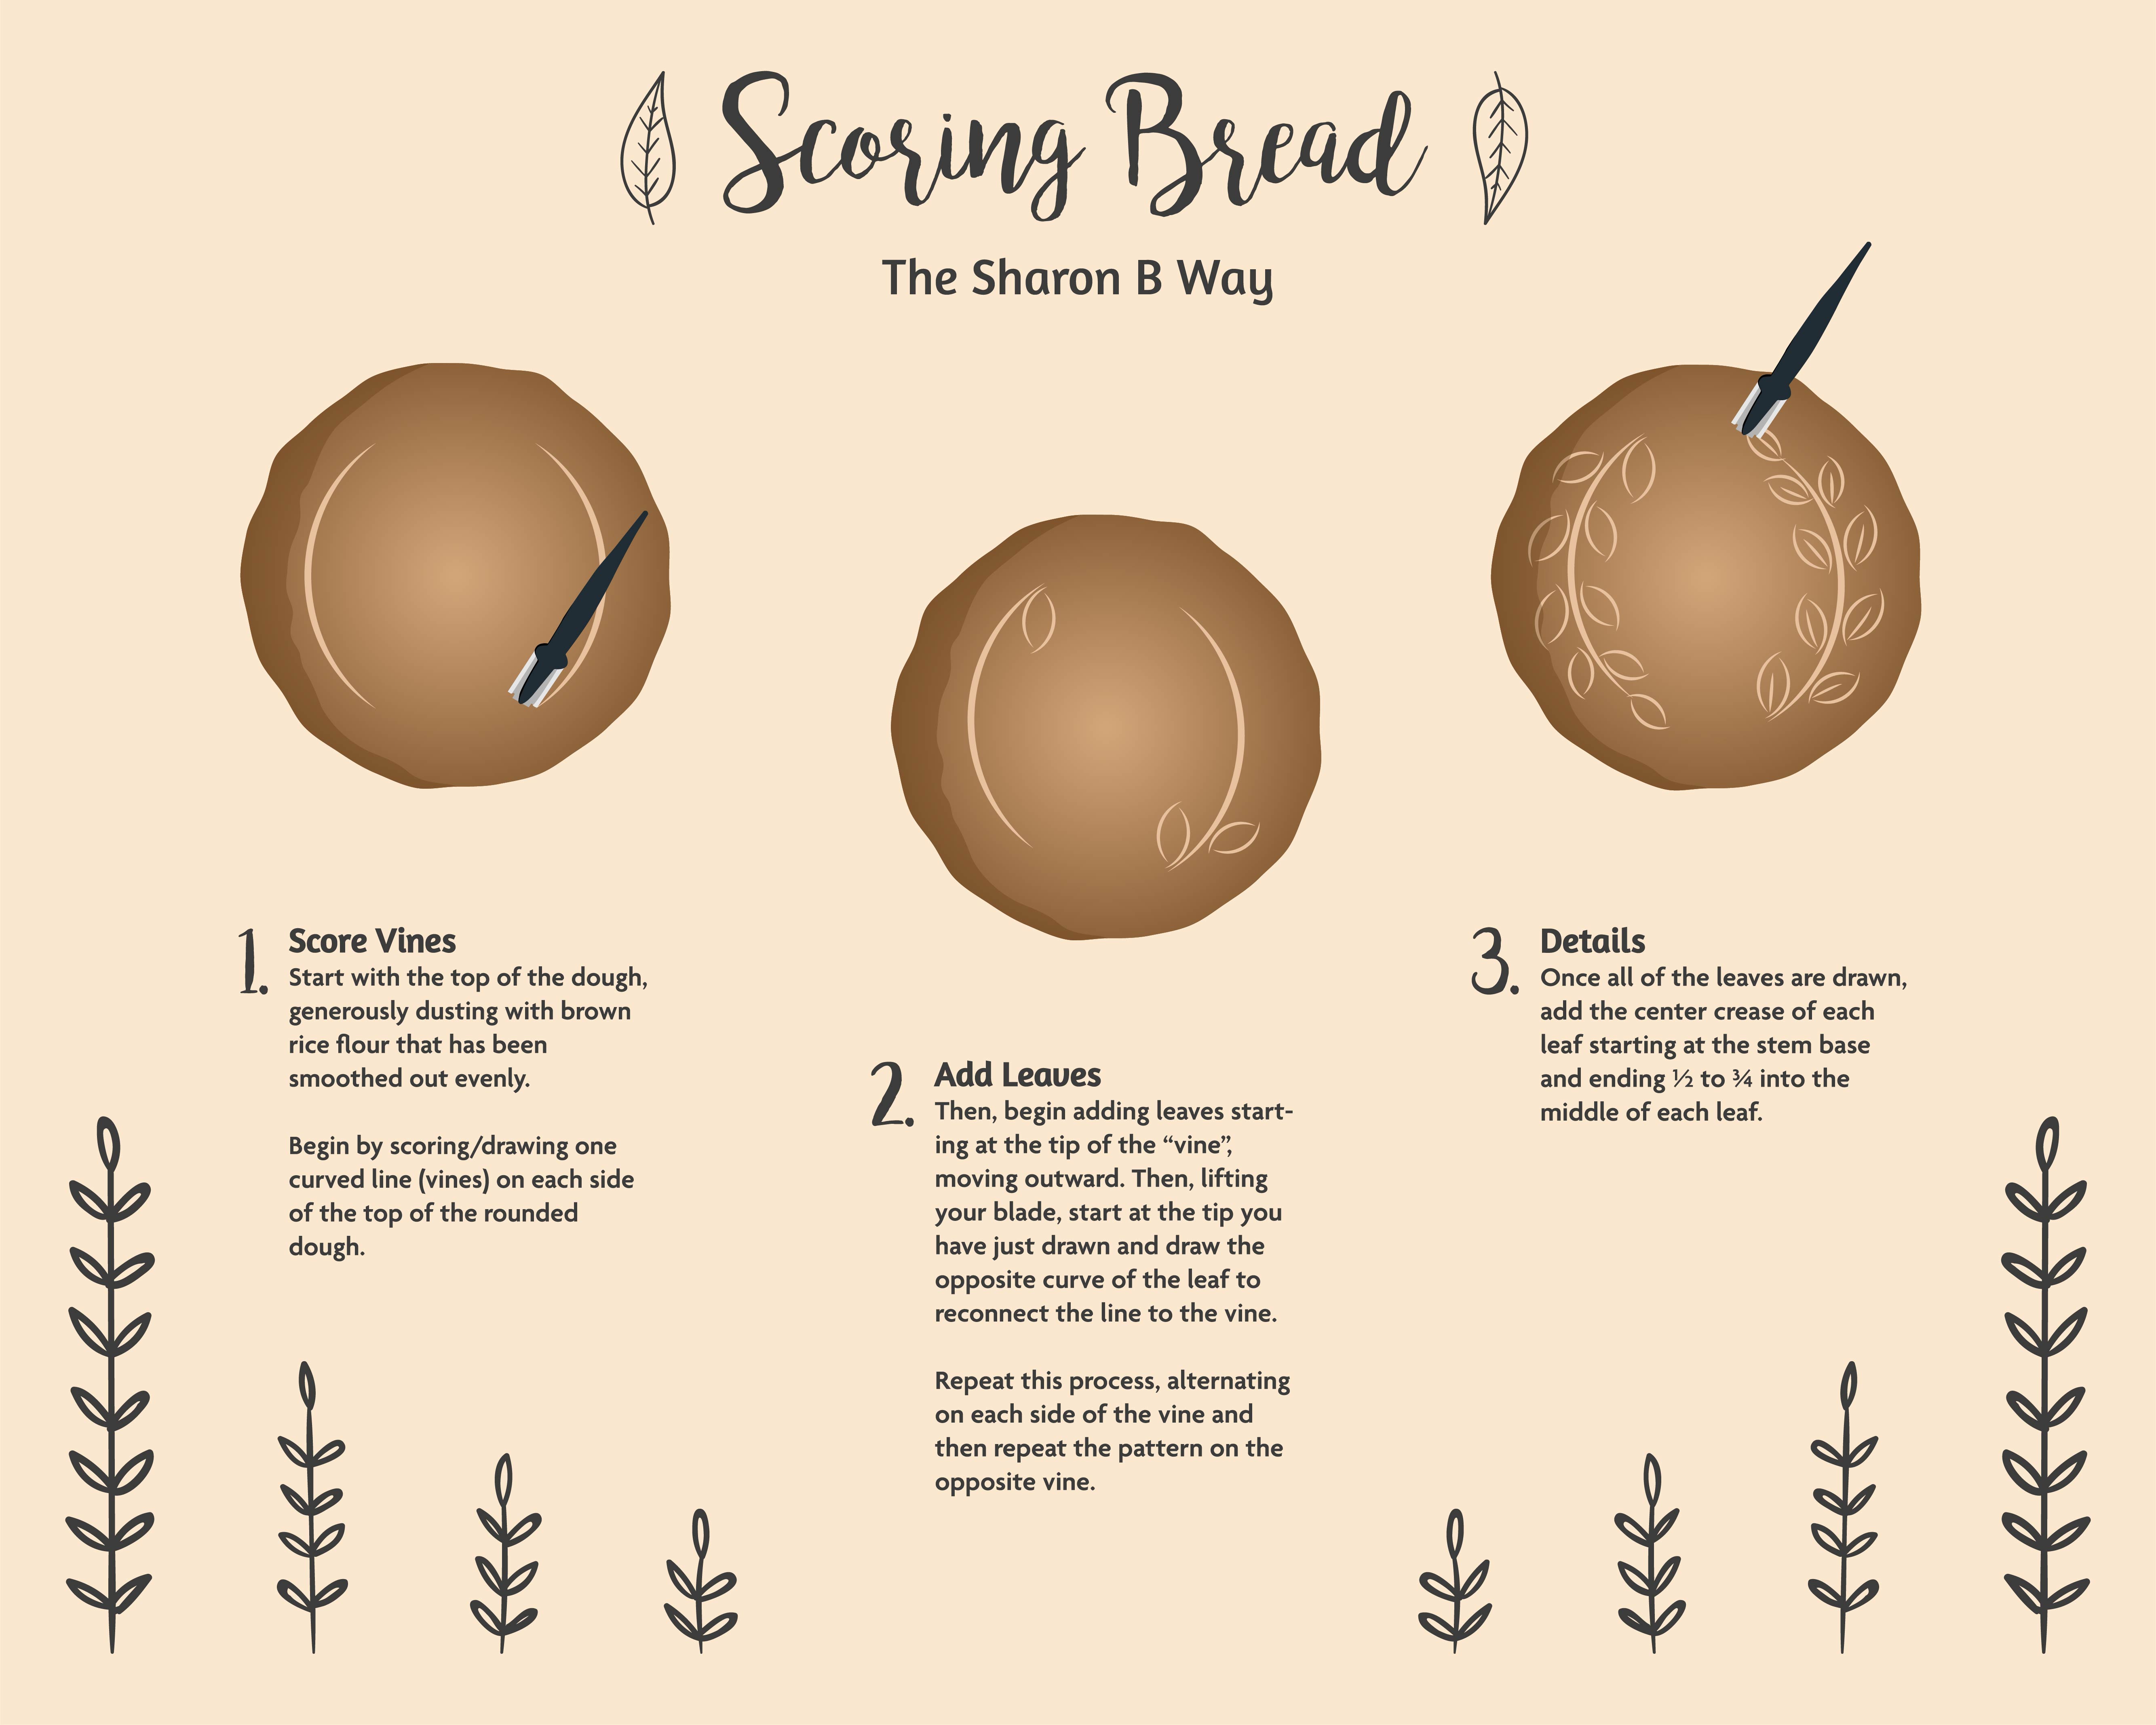 Scoring Bread
The Sharon B Way
1.
Score Vines
Start with the top of the dough,
generously dusting with brown
rice flour that has been
smoothed out evenly.
Begin by scoring/drawing one
curved line (vines) on each side
of the top of the rounded
dough.
2.
Add Leaves
Then, begin adding leaves start-
ing at the tip of the “vine”,
moving outward. Then, lifting
your blade, start at the tip you
have just drawn and draw the
opposite curve of the leaf to
reconnect the line to the vine.
Repeat this process, alternating
on each side of the vine and
then repeat the pattern on the
opposite vine.
3.
Details
Once all of the leaves are drawn,
add the center crease of each
leaf starting at the stem base
and ending ½ to ¾ into the
middle of each leaf.